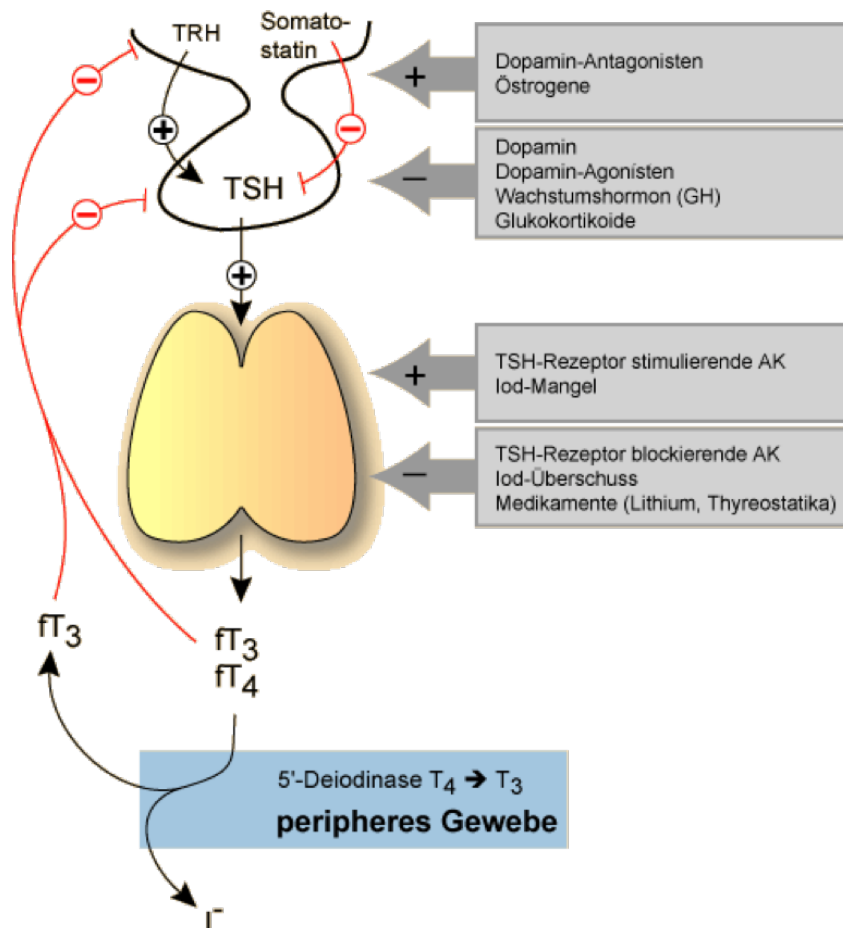 TRH
Somato-
statin
+
Dopamin-Antagonisten
Östrogene
−
−
+
Dopamin
Dopamin-Agonisten
Wachstumshormon (GH)
Glukokortikoide
−
TSH
−
+
TSH-Rezeptor stimulierende AK
Iod-Mangel
+
TSH-Rezeptor blockierende AK
Iod-Überschuss
Medikamente (Lithium, Thyreostatika)
−
fT3
fT3
fT4
5'-Deiodinase T4 ➔ T3
peripheres Gewebe
I-